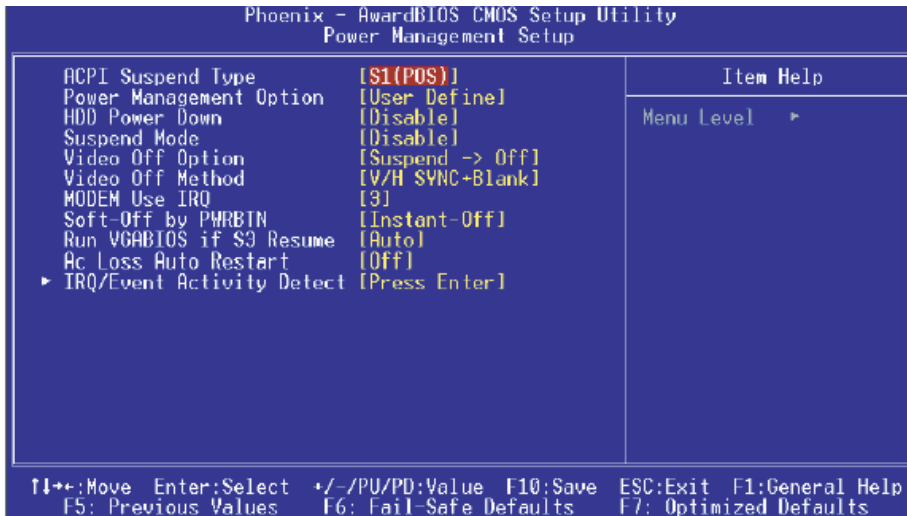 Phoenix - AwardBIOS CMOS Setup Utility
Power Management Setup
ACPI Suspend Type [S1(POS)]
Power Management Option [User Define]
HDD Power Down [Disable]
Suspend Mode [Disable]
Video Off Option [Suspend -> Off]
Video Off Method [V/H SYNC+Blank]
MODEM Use IRQ [3]
Soft-Off by PWRBTN [Instant-Off]
Run VGABIOS if S3 Resume [Auto]
Ac Loss Auto Restart [Off]
► IRQ/Event Activity Detect [Press Enter]
Item Help
Menu Level ►
↑↓→←:Move Enter:Select +/-/PU/PD:Value F10:Save ESC:Exit F1:General Help
F5: Previous Values F6: Fail-Safe Defaults F7: Optimized Defaults